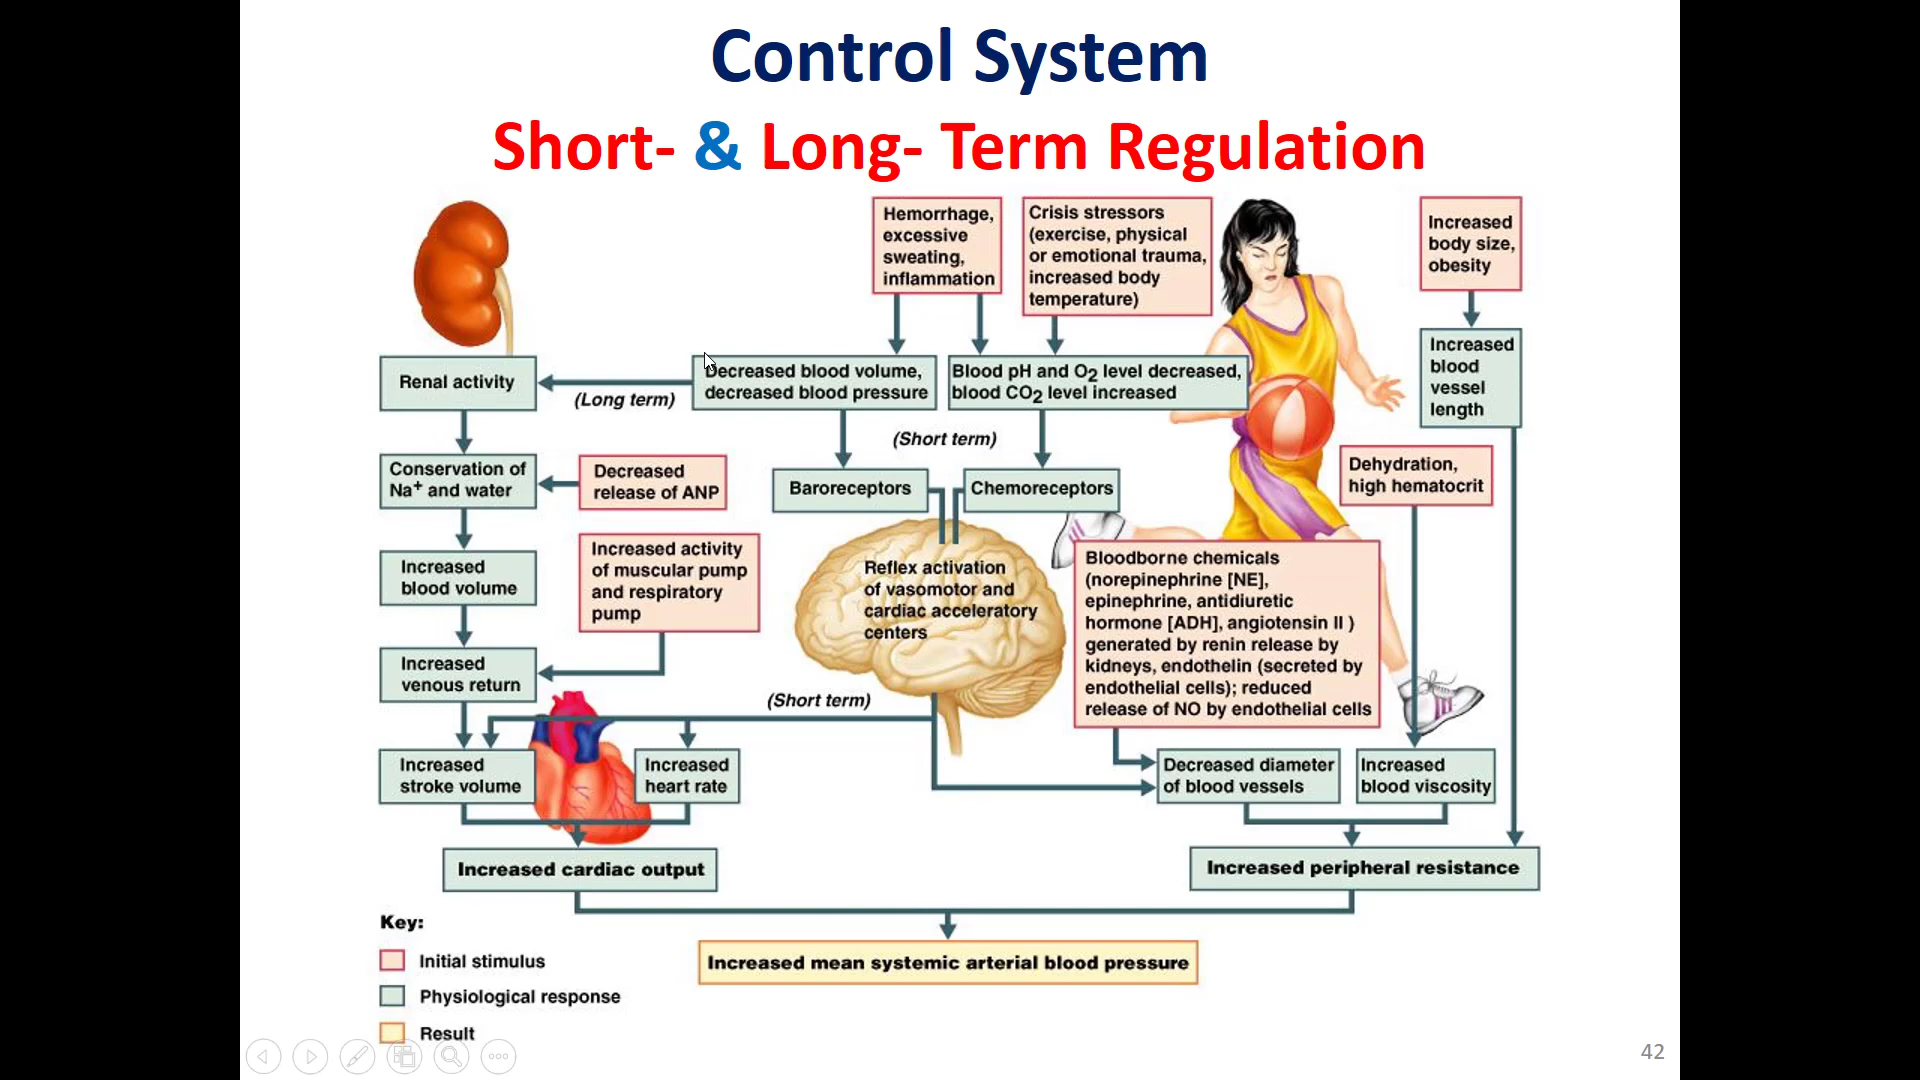 Control System
Short- & Long- Term Regulation
Hemorrhage,
excessive
sweating,
inflammation
Crisis stressors
(exercise, physical
or emotional trauma,
increased body
temperature)
Increased
body size,
obesity
Renal activity
(Long term)
Decreased blood volume,
decreased blood pressure
Blood pH and O2 level decreased,
blood CO2 level increased
Increased
blood
vessel
length
(Short term)
Conservation of
Na+ and water
Decreased
release of ANP
Baroreceptors
Chemoreceptors
Dehydration,
high hematocrit
Increased
blood volume
Increased activity
of muscular pump
and respiratory
pump
Reflex activation
of vasomotor and
cardiac acceleratory
centers
Bloodborne chemicals
(norepinephrine [NE],
epinephrine, antidiuretic
hormone [ADH], angiotensin II )
generated by renin release by
kidneys, endothelin (secreted by
endothelial cells); reduced
release of NO by endothelial cells
Increased
venous return
(Short term)
Increased
stroke volume
Increased
heart rate
Decreased diameter
of blood vessels
Increased
blood viscosity
Increased cardiac output
Increased peripheral resistance
Key:
Initial stimulus
Physiological response
Result
Increased mean systemic arterial blood pressure
42